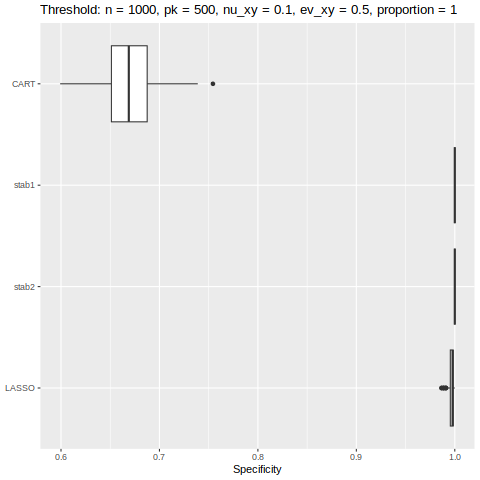 Threshold: n = 1000, pk = 500, nu_xy = 0.1, ev_xy = 0.5, proportion = 1
CART
stab1
stab2
LASSO
0.6 0.7 0.8 0.9 1.0
Specificity